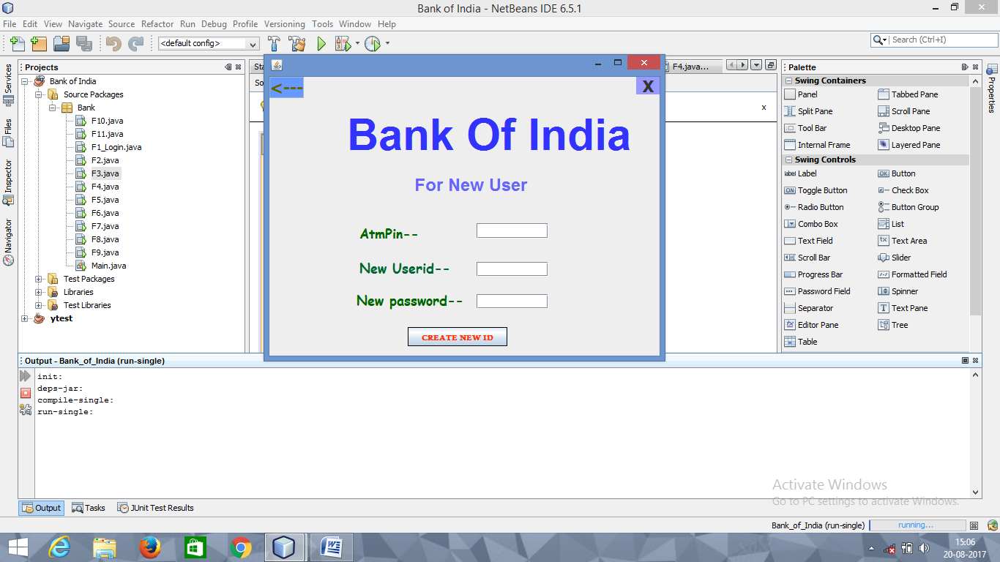 Bank of India - NetBeans IDE 6.5.1
File Edit View Navigate Source Refactor Run Debug Profile Versioning Tools Window Help
<default config>
Search (Ctrl+I)
Services
Files
Inspector
Navigator
Projects
Bank of India
Source Packages
Bank
F10.java
F11.java
F1_Login.java
F2.java
F3.java
F4.java
F5.java
F6.java
F7.java
F8.java
F9.java
Main.java
Test Packages
Libraries
Test Libraries
ytest
Sta
So
F4.java...
x
<---
X
Bank Of India
For New User
AtmPin--
New Userid--
New password--
CREATE NEW ID
Palette
Swing Containers
Panel Tabbed Pane
Split Pane Scroll Pane
Tool Bar Desktop Pane
Internal Frame Layered Pane
Swing Controls
label Label OK Button
ON Toggle Button Check Box
Radio Button Button Group
Combo Box List
Text Field Text Area
Scroll Bar Slider
Progress Bar Formatted Field
Password Field Spinner
Separator Text Pane
Editor Pane Tree
Table
Properties
Output - Bank_of_India (run-single)
init:
deps-jar:
compile-single:
run-single:
Activate Windows
Go to PC settings to activate Windows.
Output Tasks JUnit Test Results
Bank_of_India (run-single) running...
15:06
20-08-2017